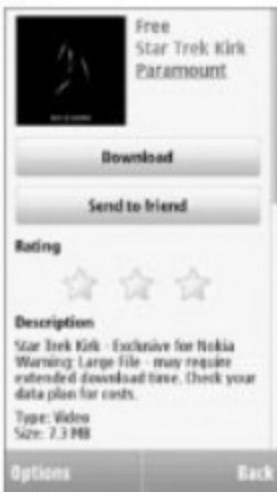 Free
Star Trek Kirk
Paramount
Download
Send to friend
Rating
Description
Star Trek Kirk - Exclusive for Nokia
Warning: Large File - may require
extended download time. Check your
data plan for costs.
Type: Video
Size: 7.3 MB
Options
Back